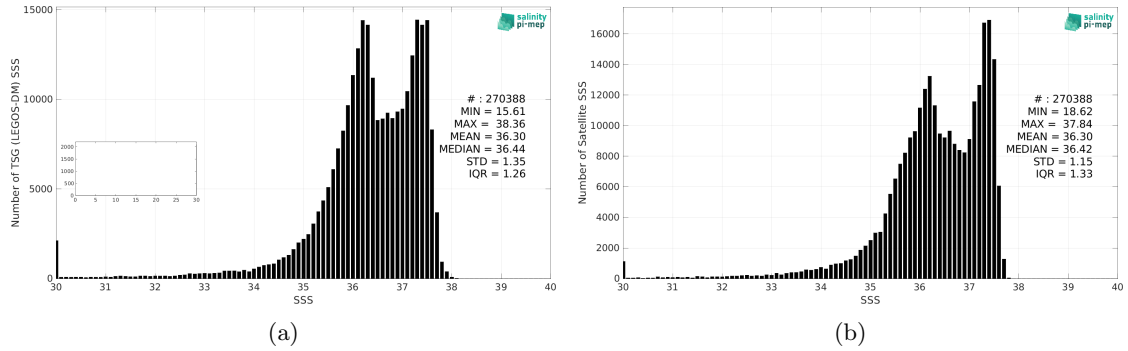 15000
10000
5000
0
Number of TSG (LEGOS-DM) SSS
salinity
pi-mep
# : 270388
MIN = 15.61
MAX = 38.36
MEAN = 36.30
MEDIAN = 36.44
STD = 1.35
IQR = 1.26
2000
1500
1000
500
0
0 5 10 15 20 25 30
30 31 32 33 34 35 36 37 38 39 40
SSS
(a)
16000
14000
12000
10000
8000
6000
4000
2000
0
Number of Satellite SSS
salinity
pi-mep
# : 270388
MIN = 18.62
MAX = 37.84
MEAN = 36.30
MEDIAN = 36.42
STD = 1.15
IQR = 1.33
30 31 32 33 34 35 36 37 38 39 40
SSS
(b)